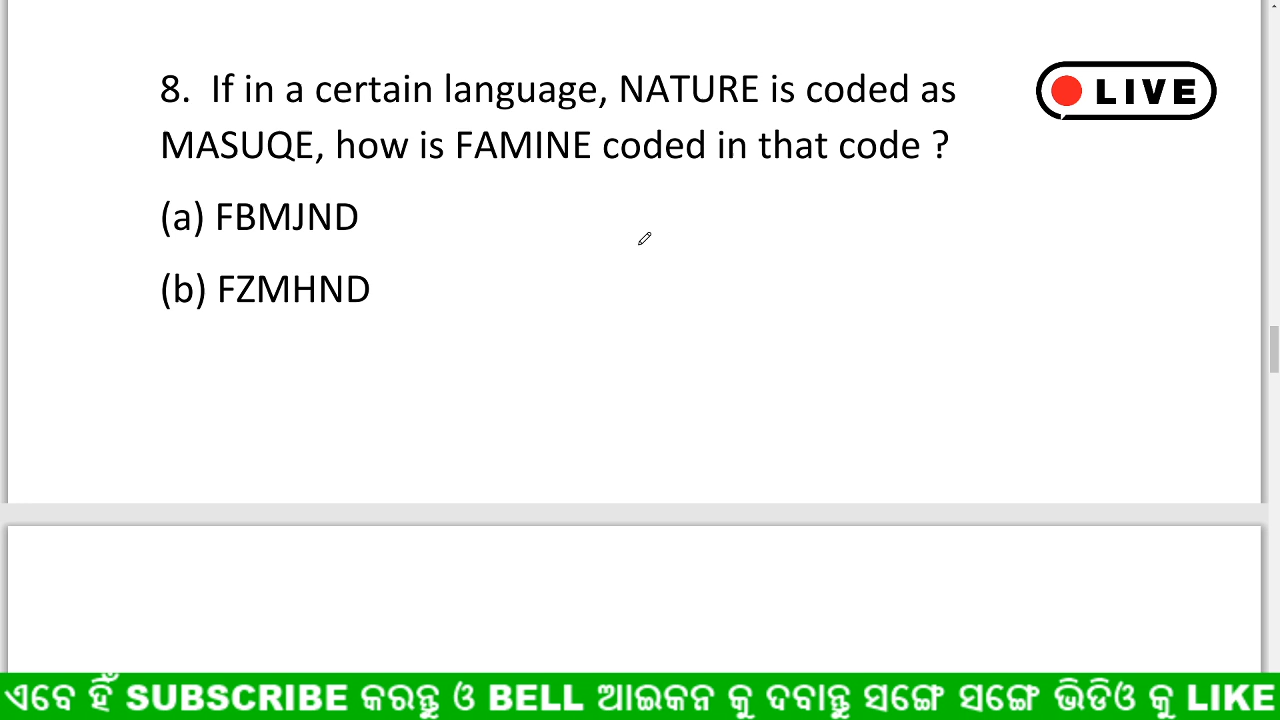 8. If in a certain language, NATURE is coded as
MASUQE, how is FAMINE coded in that code ?
(a) FBMJND
(b) FZMHND
LIVE
ଏବେ ହିଁ SUBSCRIBE କରନ୍ତୁ ଓ BELL ଆଇକନ କୁ ଦବାନ୍ତୁ ସଙ୍ଗେ ସଙ୍ଗେ ଭିଡିଓ କୁ LIKE